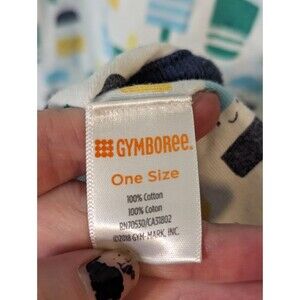 GYMBOREE.
One Size
100% Cotton
100% Coton
RN70530/CA31802
©2018 GYM-MARK, INC.